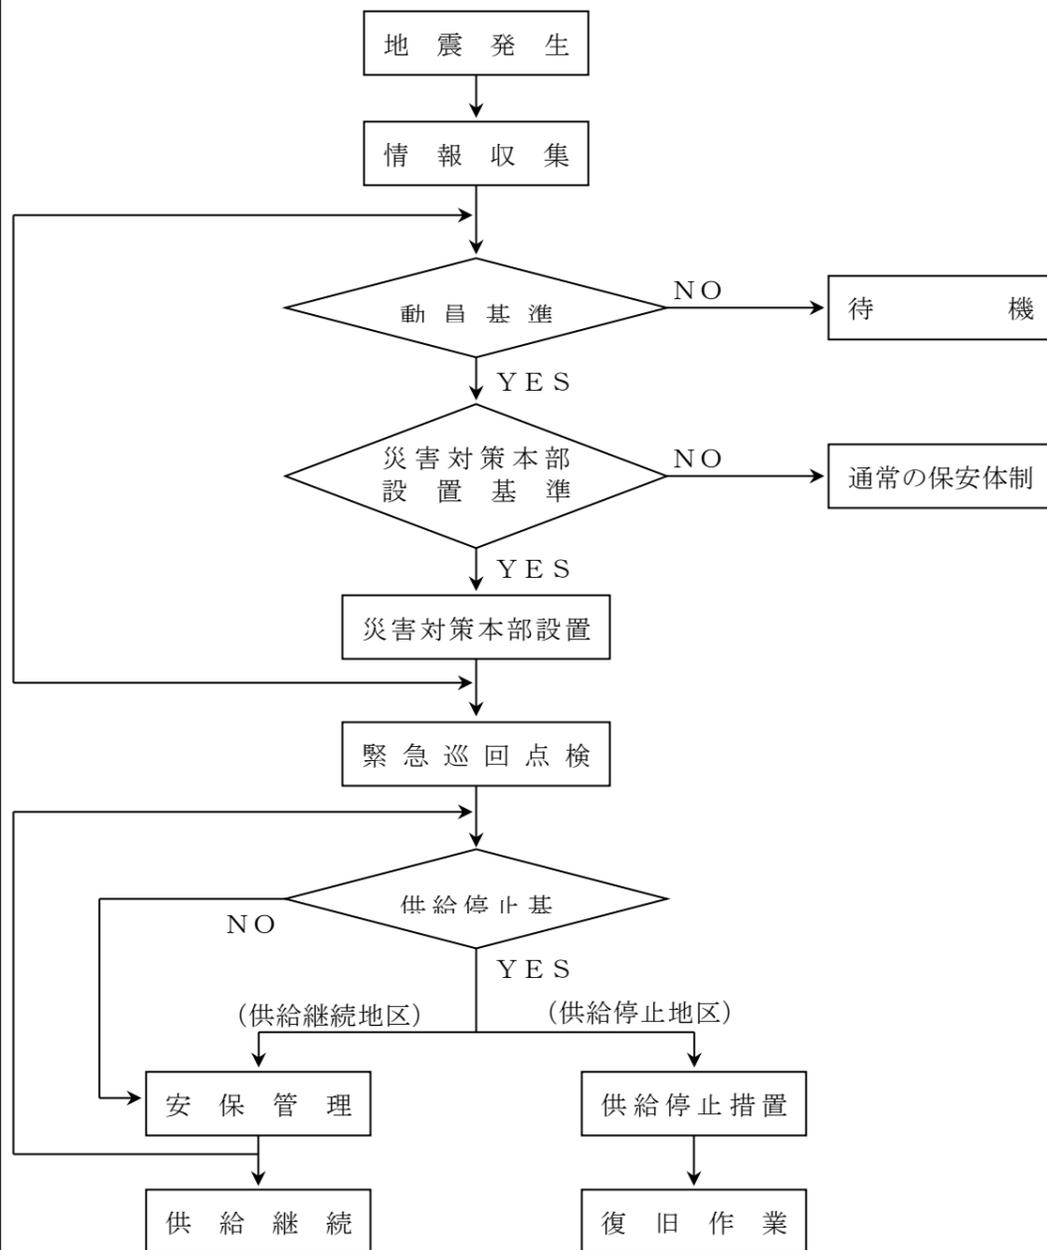 地震発生
情報収集
動員基準
NO
待機
YES
災害対策本部
設置基準
NO
通常の保安体制
YES
災害対策本部設置
緊急巡回点検
供給停止基
NO
YES
(供給継続地区)
(供給停止地区)
安保管理
供給停止措置
供給継続
復旧作業